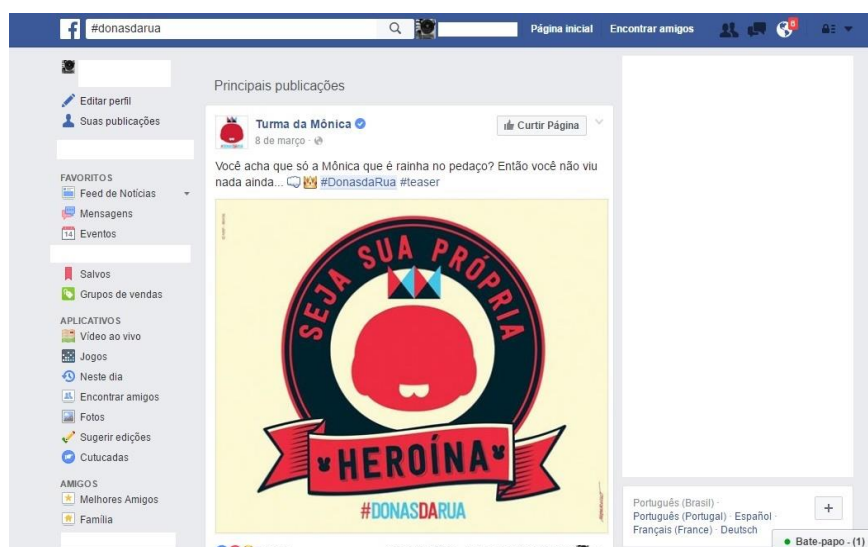 f #donasdarua Página inicial Encontrar amigos 8
Editar perfil
Suas publicações
FAVORITOS
Feed de Notícias
Mensagens
14 Eventos
Salvos
Grupos de vendas
APLICATIVOS
Vídeo ao vivo
Jogos
Neste dia
Encontrar amigos
Fotos
Sugerir edições
Cutucadas
AMIGOS
Melhores Amigos
Família
Principais publicações
Turma da Mônica
Curtir Página
8 de março ·
Você acha que só a Mônica que é rainha no pedaço? Então você não viu
nada ainda... #DonasdaRua #teaser
SEJA SUA PRÓPRIA
HEROÍNA
#DONASDARUA
Português (Brasil) ·
Português (Portugal) · Español ·
Français (France) · Deutsch
+
Bate-papo - (1)